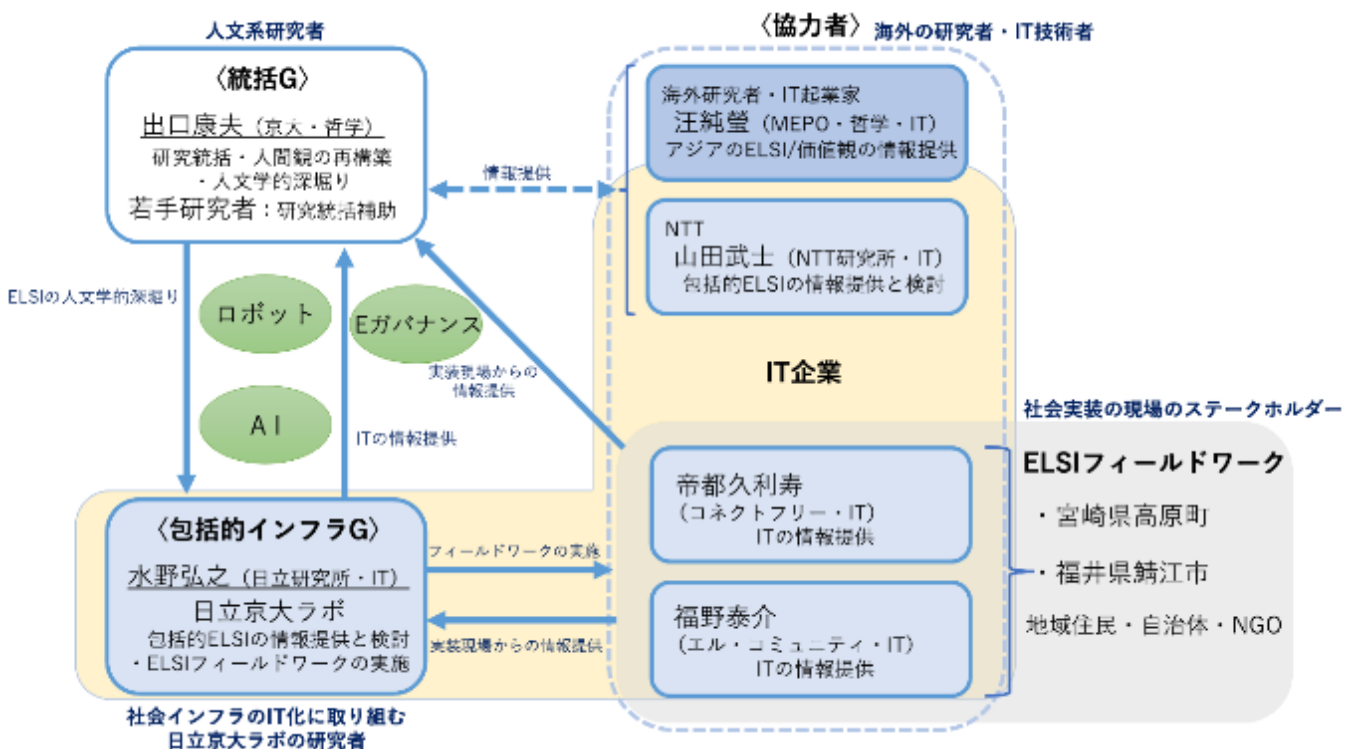 人文系研究者
〈統括G〉
出口康夫（京大・哲学）
研究統括・人間観の再構築
・人文学的深堀り
若手研究者：研究統括補助
〈協力者〉海外の研究者・IT技術者
海外研究者・IT起業家
汪純瑩（MEPO・哲学・IT）
アジアのELSI/価値観の情報提供
情報提供
NTT
山田武士（NTT研究所・IT）
包括的ELSIの情報提供と検討
ELSIの人文学的深堀り
ロボット
Eガバナンス
AI
実装現場からの
情報提供
ITの情報提供
IT企業
社会実装の現場のステークホルダー
帝都久利寿
（コネクトフリー・IT）
ITの情報提供
福野泰介
（エル・コミュニティ・IT）
ITの情報提供
ELSIフィールドワーク
・宮崎県高原町
・福井県鯖江市
地域住民・自治体・NGO
〈包括的インフラG〉
水野弘之（日立研究所・IT）
日立京大ラボ
包括的ELSIの情報提供と検討
・ELSIフィールドワークの実施
フィールドワークの実施
実装現場からの情報提供
社会インフラのIT化に取り組む
日立京大ラボの研究者